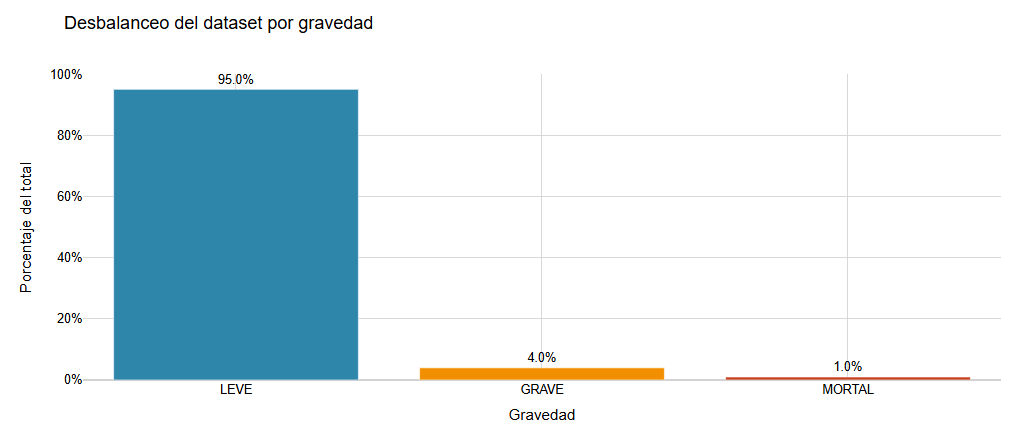 Desbalanceo del dataset por gravedad
100%
80%
60%
40%
20%
0%
Porcentaje del total
95.0%
4.0%
1.0%
LEVE
GRAVE
MORTAL
Gravedad